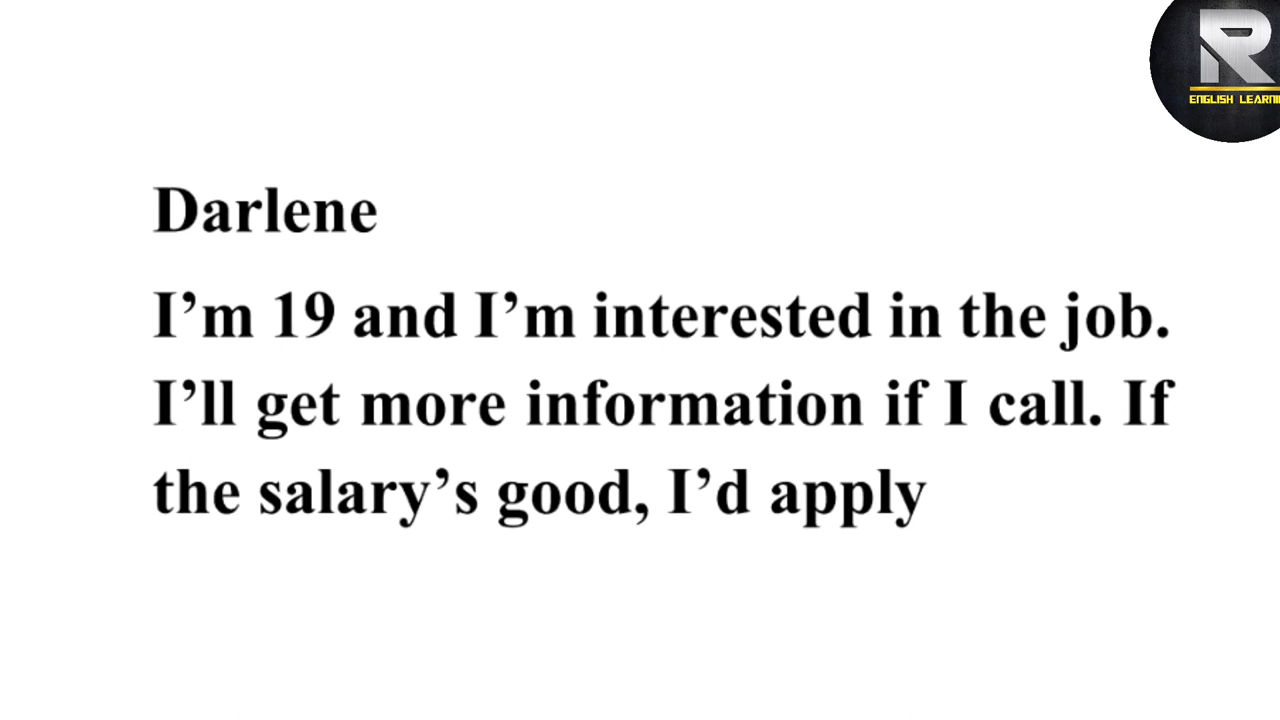 R
ENGLISH LEARNI
Darlene
I’m 19 and I’m interested in the job.
I’ll get more information if I call. If
the salary’s good, I’d apply